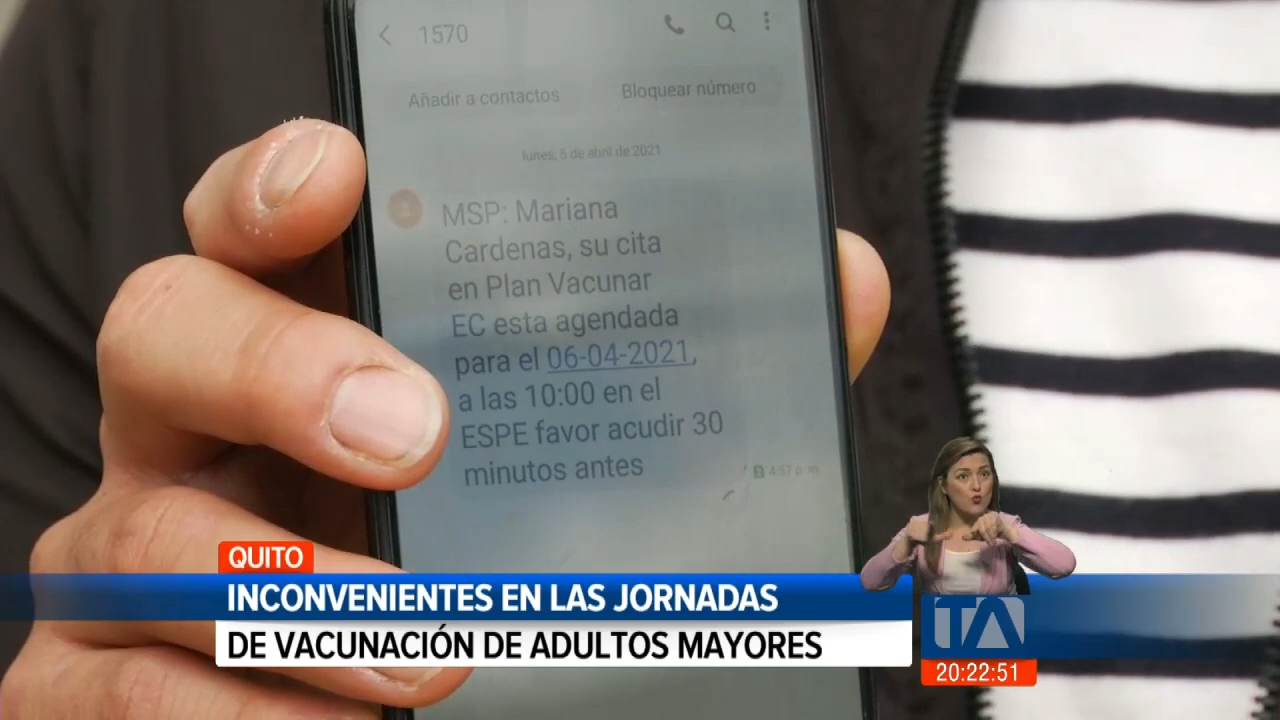 1570
Añadir a contactos
Bloquear número
lunes, 5 de abril de 2021
MSP: Mariana
Cardenas, su cita
en Plan Vacunar
EC esta agendada
para el 06-04-2021,
a las 10:00 en el
ESPE favor acudir 30
minutos antes
4:57 p. m.
QUITO
INCONVENIENTES EN LAS JORNADAS
DE VACUNACIÓN DE ADULTOS MAYORES
TA
20:22:51